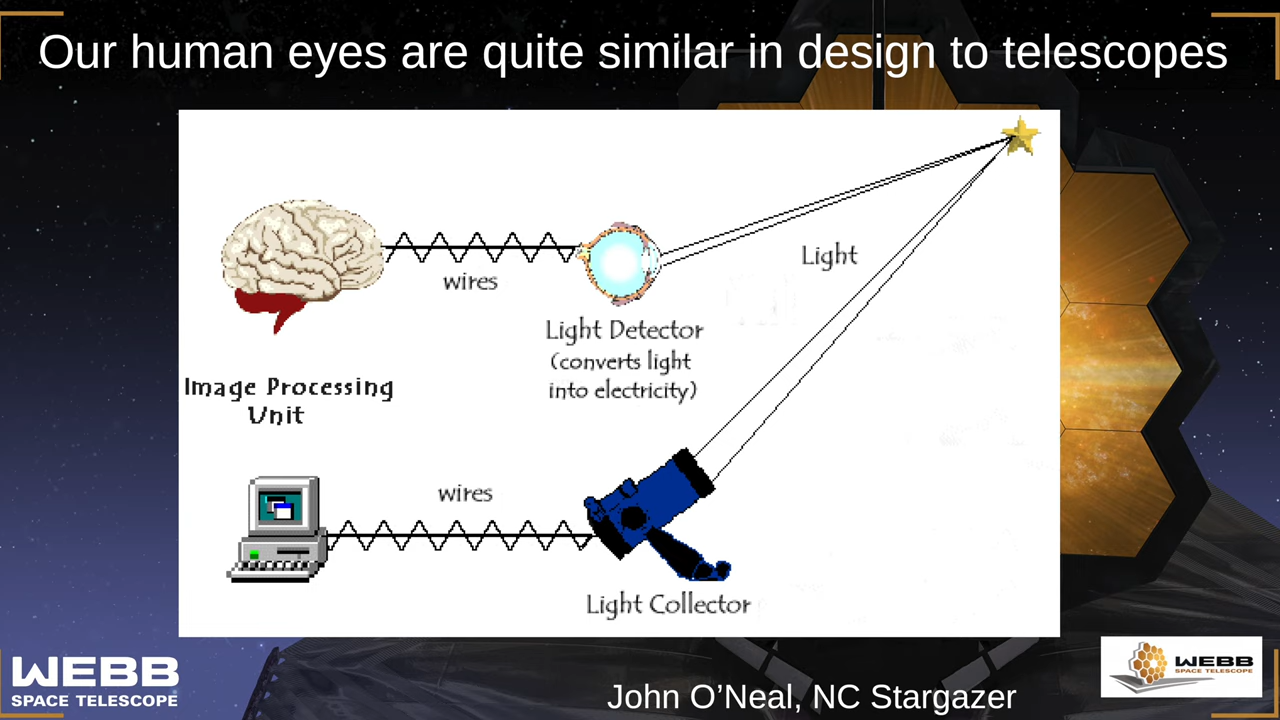 Our human eyes are quite similar in design to telescopes
Light
wires
Light Detector
(converts light
into electricity)
Image Processing
Unit
wires
Light Collector
WEBB
SPACE TELESCOPE
John O’Neal, NC Stargazer
WEBB
SPACE TELESCOPE